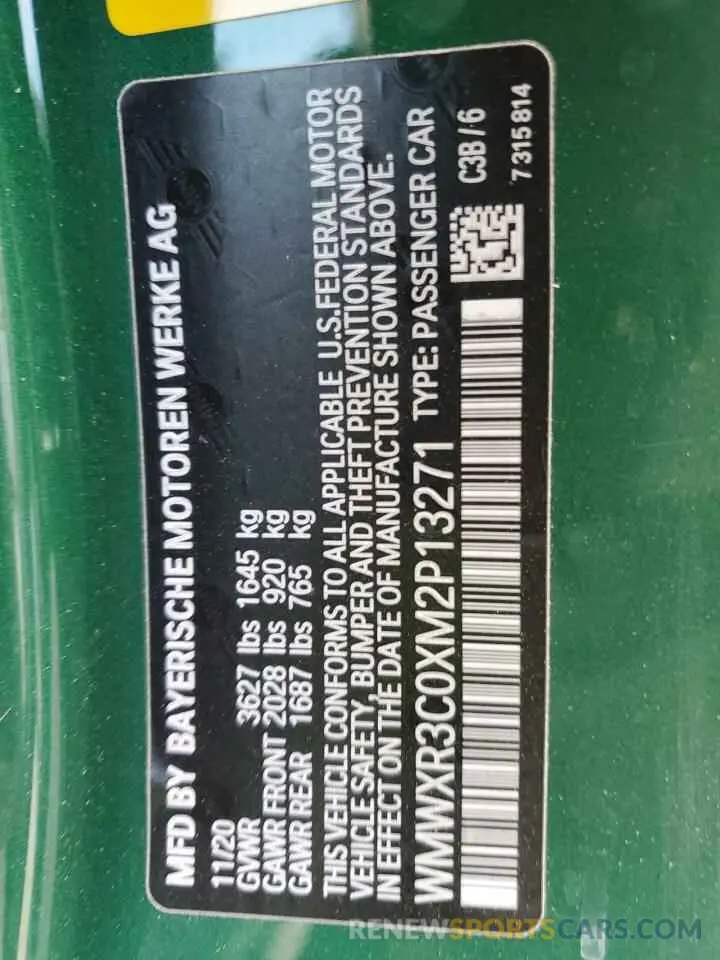 MFD BY BAYERISCHE MOTOREN WERKE AG
11/20
GVWR 3627 lbs 1645 kg
GAWR FRONT 2028 lbs 920 kg
GAWR REAR 1687 lbs 765 kg
THIS VEHICLE CONFORMS TO ALL APPLICABLE U.S. FEDERAL MOTOR
VEHICLE SAFETY, BUMPER AND THEFT PREVENTION STANDARDS
IN EFFECT ON THE DATE OF MANUFACTURE SHOWN ABOVE.
WMWXR3C0XM2P13271 TYPE: PASSENGER CAR
C3B / 6
7315814
RENEWSPORTSCARS.COM